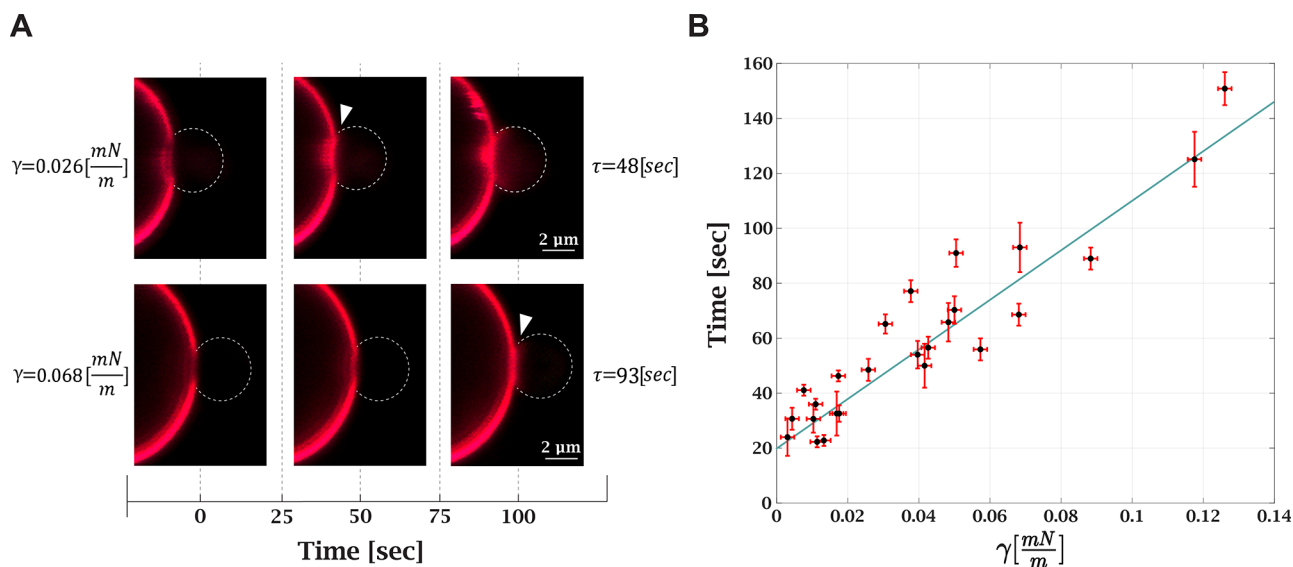 A
γ=0.026[mN/m]
τ=48[sec]
2 μm
γ=0.068[mN/m]
τ=93[sec]
2 μm
0 25 50 75 100
Time [sec]
B
160
140
120
100
80
60
40
20
0
Time [sec]
0 0.02 0.04 0.06 0.08 0.1 0.12 0.14
γ[mN/m]